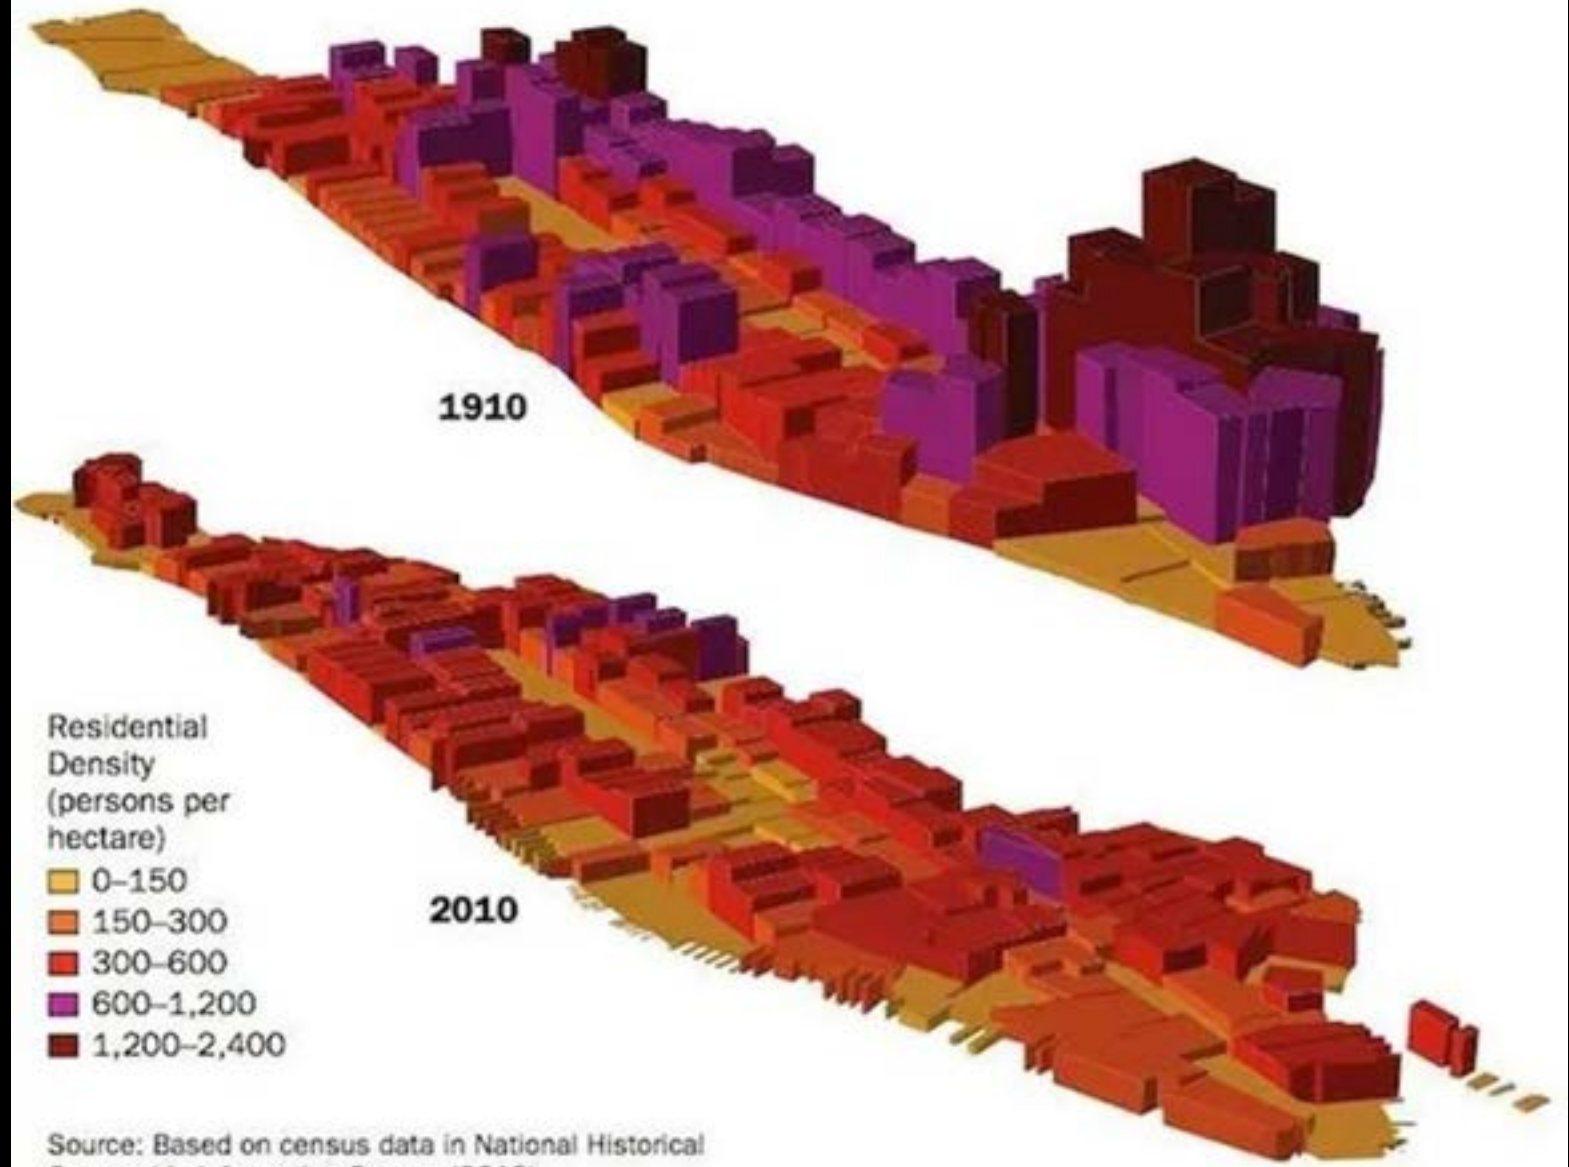 1910
2010
Residential
Density
(persons per
hectare)
0–150
150–300
300–600
600–1,200
1,200–2,400
Source: Based on census data in National Historical